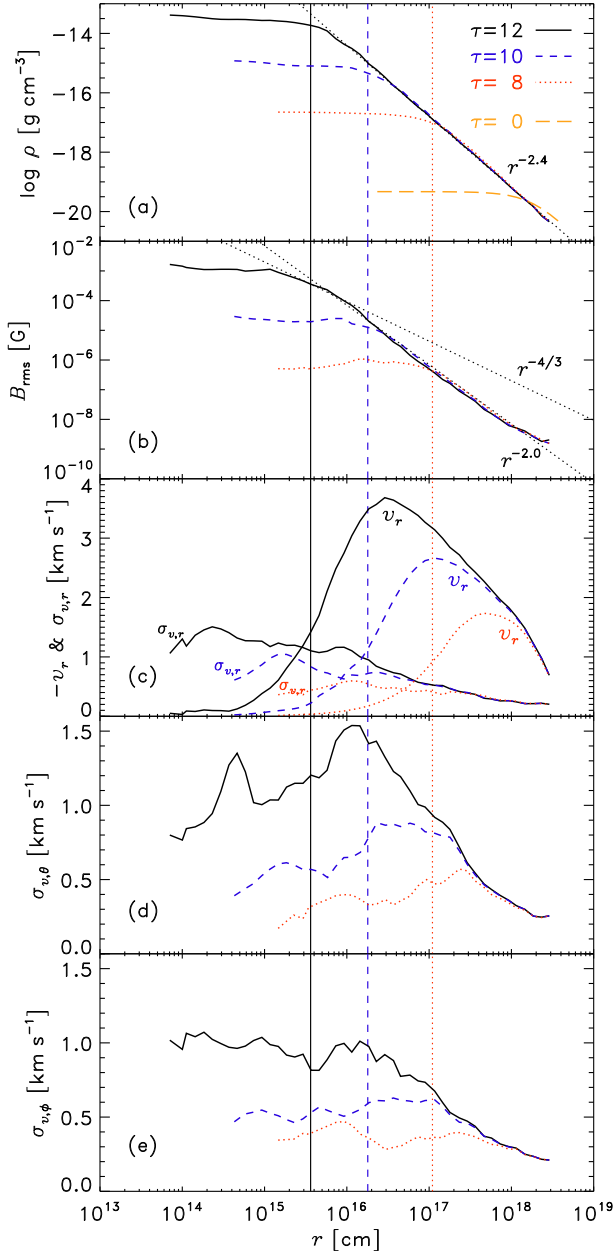 −14
−16
−18
−20
log ρ [g cm⁻³]
τ=12
τ=10
τ= 8
τ= 0
r⁻²·⁴
(a)
10⁻²
10⁻⁴
10⁻⁶
10⁻⁸
10⁻¹⁰
B_rms [G]
r⁻⁴/³
r⁻²·⁰
(b)
4
3
2
1
0
−v_r & σ_v,r [km s⁻¹]
v_r
v_r
v_r
σ_v,r
σ_v,r
σ_v,r
(c)
1.5
1.0
0.5
0.0
σ_v,θ [km s⁻¹]
(d)
1.5
1.0
0.5
0.0
σ_v,ϕ [km s⁻¹]
(e)
10¹³ 10¹⁴ 10¹⁵ 10¹⁶ 10¹⁷ 10¹⁸ 10¹⁹
r [cm]